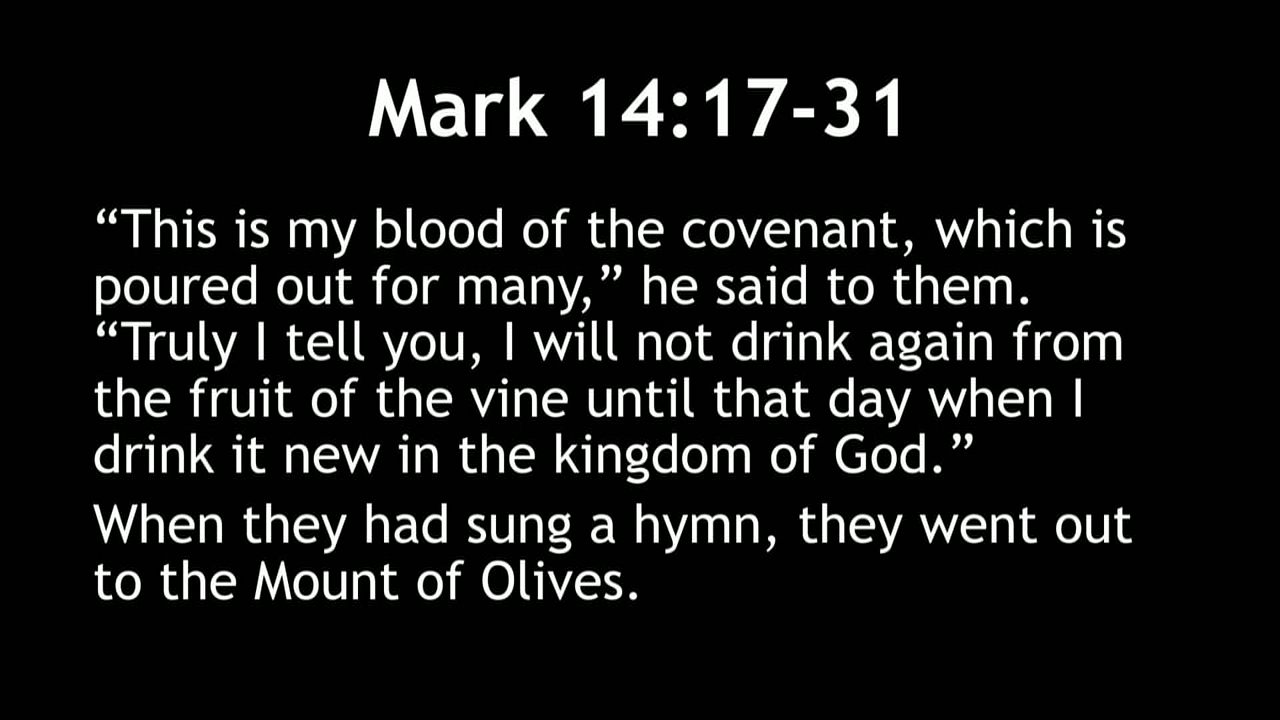 Mark 14:17-31
“This is my blood of the covenant, which is
poured out for many,” he said to them.
“Truly I tell you, I will not drink again from
the fruit of the vine until that day when I
drink it new in the kingdom of God.”
When they had sung a hymn, they went out
to the Mount of Olives.